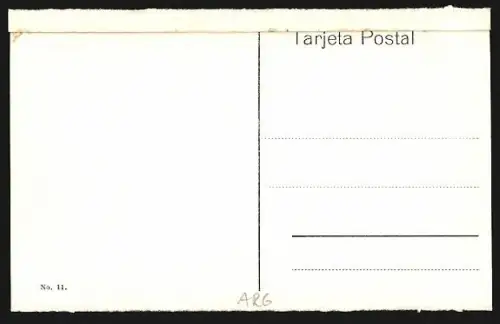 Tarjeta Postal
No. 11.
ARG